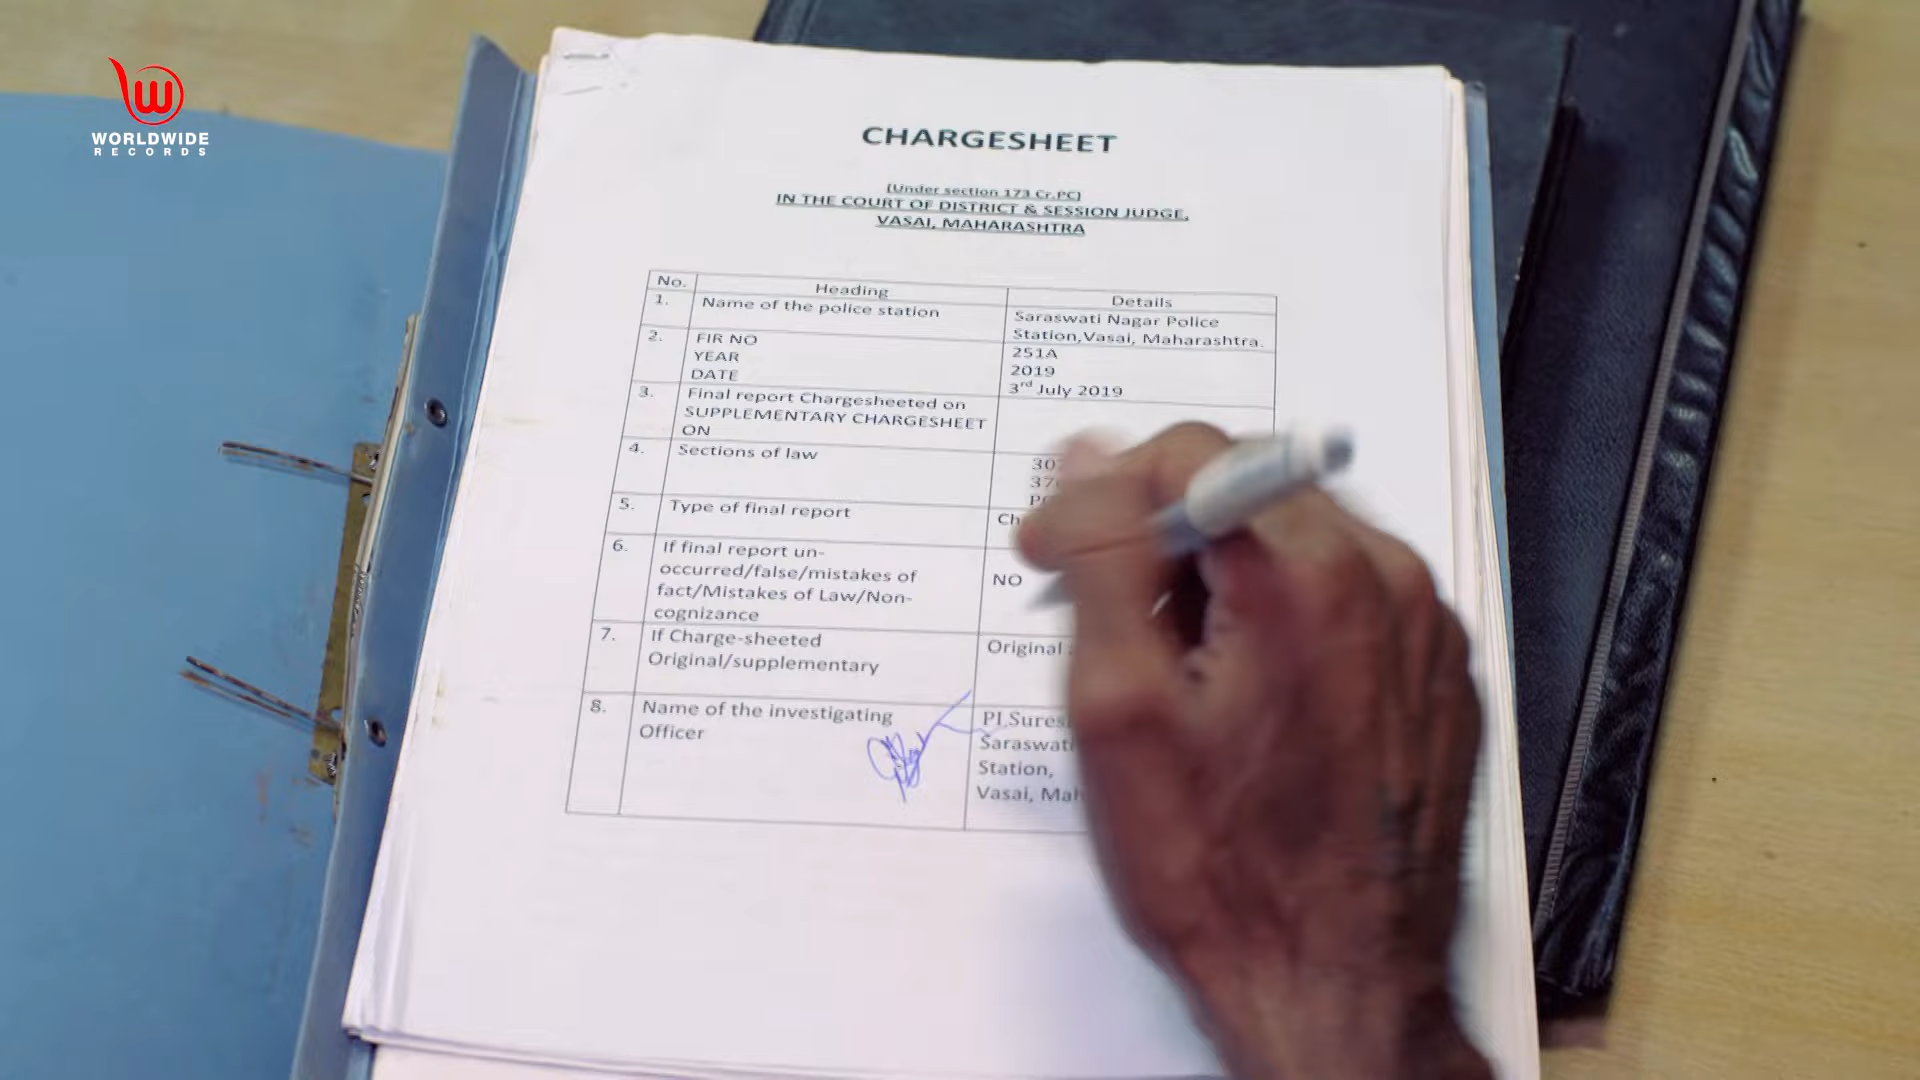 WORLDWIDE
RECORDS
CHARGESHEET
(Under section 173 Cr.PC)
IN THE COURT OF DISTRICT & SESSION JUDGE,
VASAI, MAHARASHTRA
No. Heading Details
1. Name of the police station Saraswati Nagar Police
Station,Vasai, Maharashtra.
2. FIR NO 251A
YEAR 2019
DATE 3rd July 2019
3. Final report Chargesheeted on
SUPPLEMENTARY CHARGESHEET
ON
4. Sections of law
5. Type of final report
6. If final report un-
occurred/false/mistakes of
fact/Mistakes of Law/Non- NO
cognizance
7. If Charge-sheeted Original
Original/supplementary
8. Name of the investigating
Officer Saraswati
Station,
Vasai,